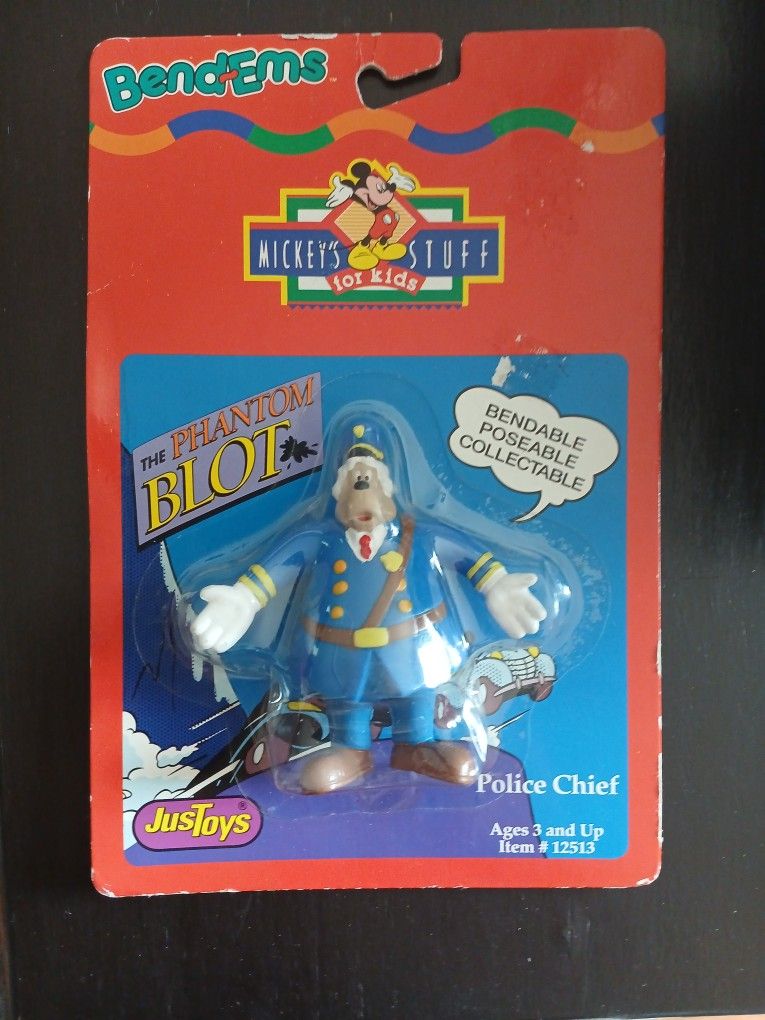 Bend-Ems™
MICKEY'S STUFF
for kids
THE PHANTOM
BLOT
BENDABLE
POSEABLE
COLLECTABLE
Police Chief
JusToys®
Ages 3 and Up
Item # 12513